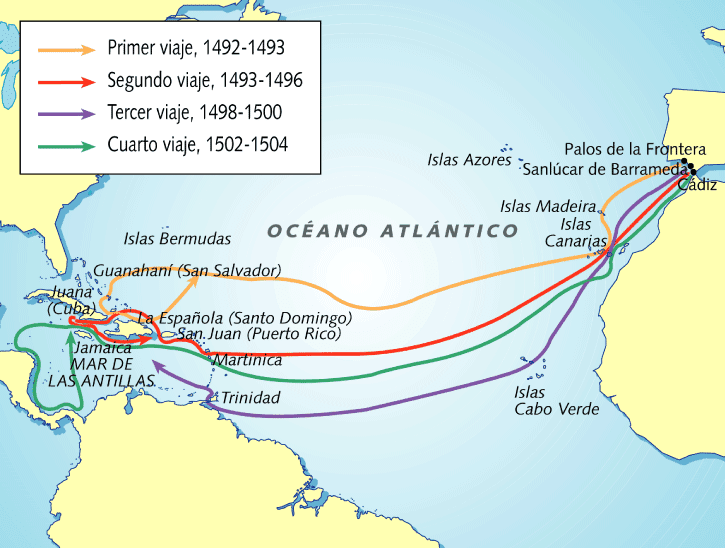 Primer viaje, 1492-1493
Segundo viaje, 1493-1496
Tercer viaje, 1498-1500
Cuarto viaje, 1502-1504
Palos de la Frontera
Islas Azores
Sanlúcar de Barrameda
Cádiz
Islas Madeira
Islas
Canarias
OCÉANO ATLÁNTICO
Islas Bermudas
Guanahaní (San Salvador)
Juana
(Cuba)
La Española (Santo Domingo)
San Juan (Puerto Rico)
Jamaica
Martinica
MAR DE
LAS ANTILLAS
Trinidad
Islas
Cabo Verde